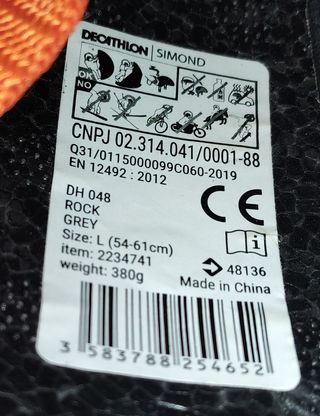 DECATHLON SIMOND
OK
NO
CNPJ 02.314.041/0001-88
Q31/0115000099C060-2019
EN 12492 : 2012
DH 048
ROCK
GREY
Size: L (54-61cm)
item: 2234741
weight: 380g
CE
i
48136
Made in China
3 583788 254652